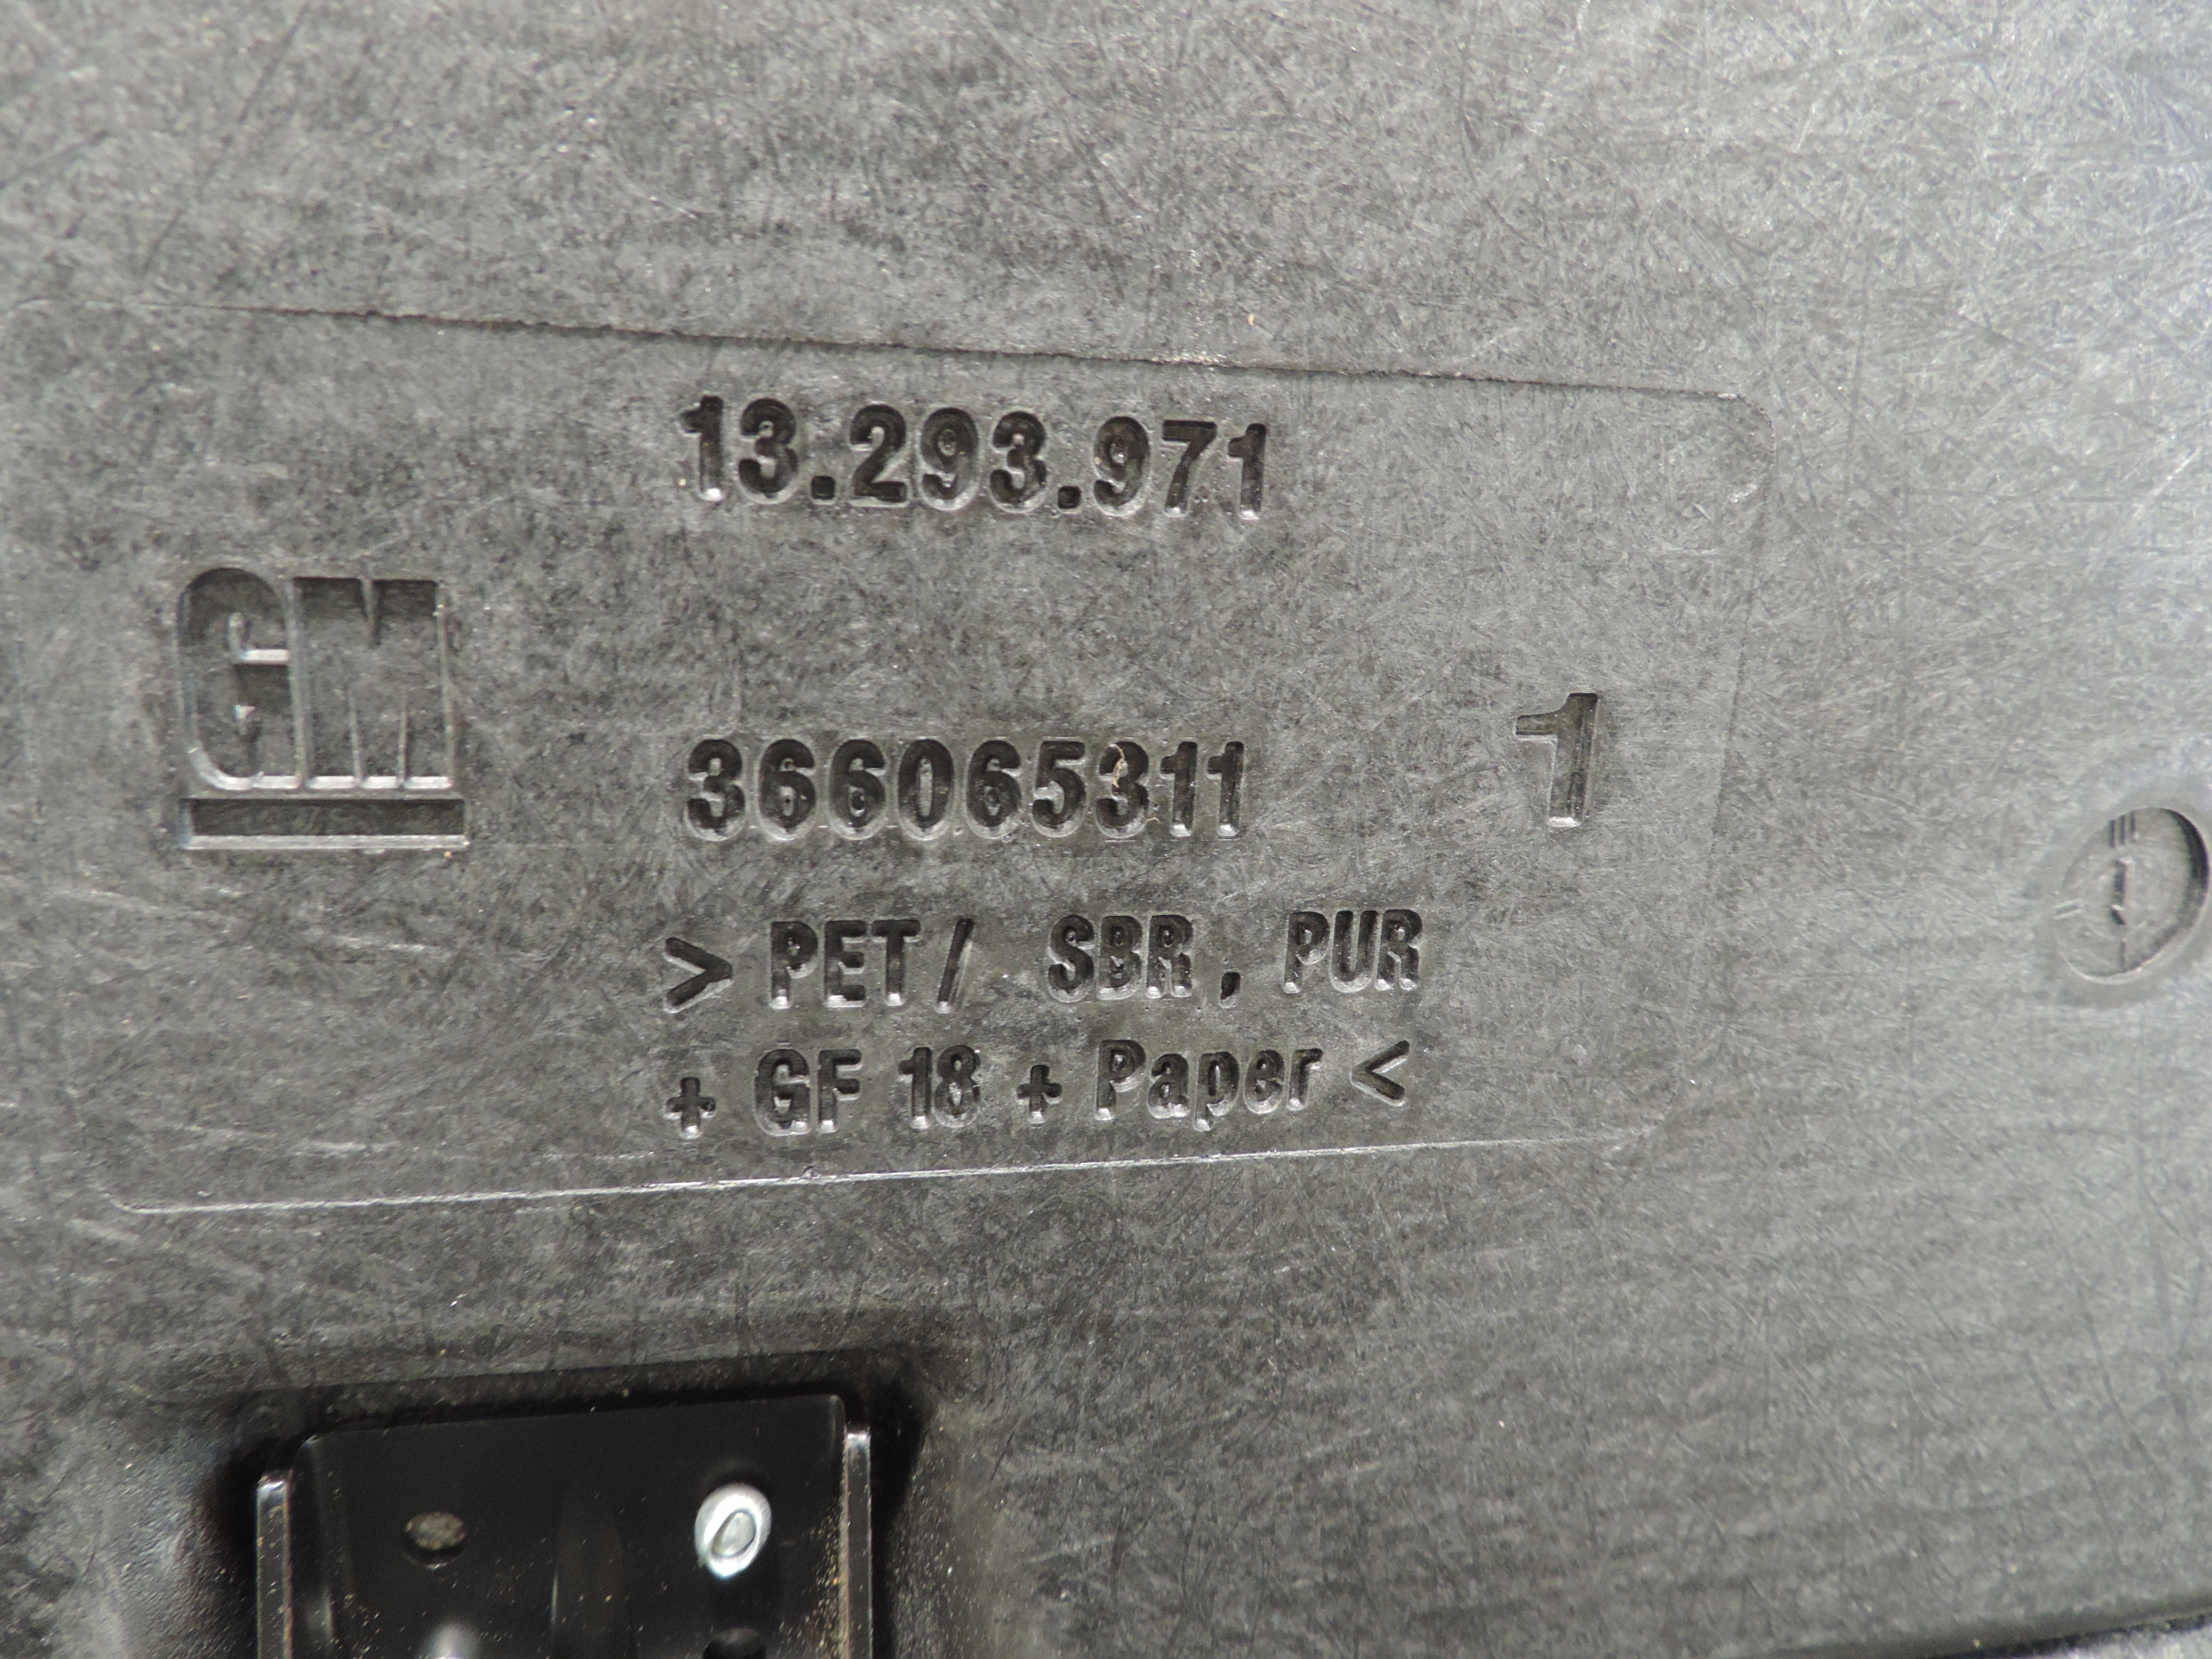 13.293.971
GM
366065311 1
> PET / SBR, PUR
+ GF 18 + Paper <